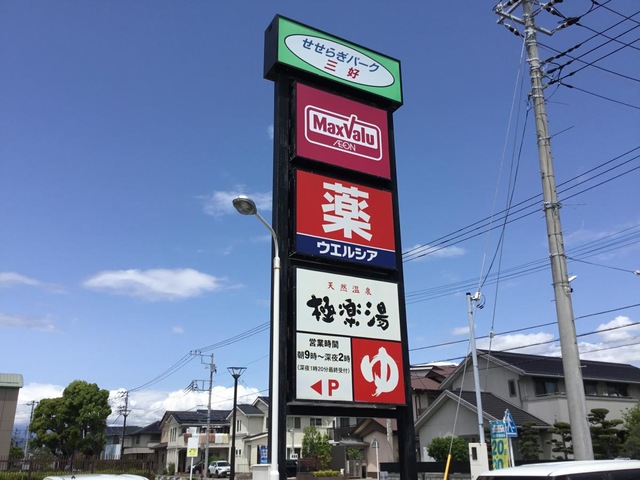 せせらぎパーク
三好
MaxValu
ÆON
薬
ウエルシア
天然温泉
極楽湯
営業時間
朝9時〜深夜2時
(深夜1時20分最終受付)
P
ゆ